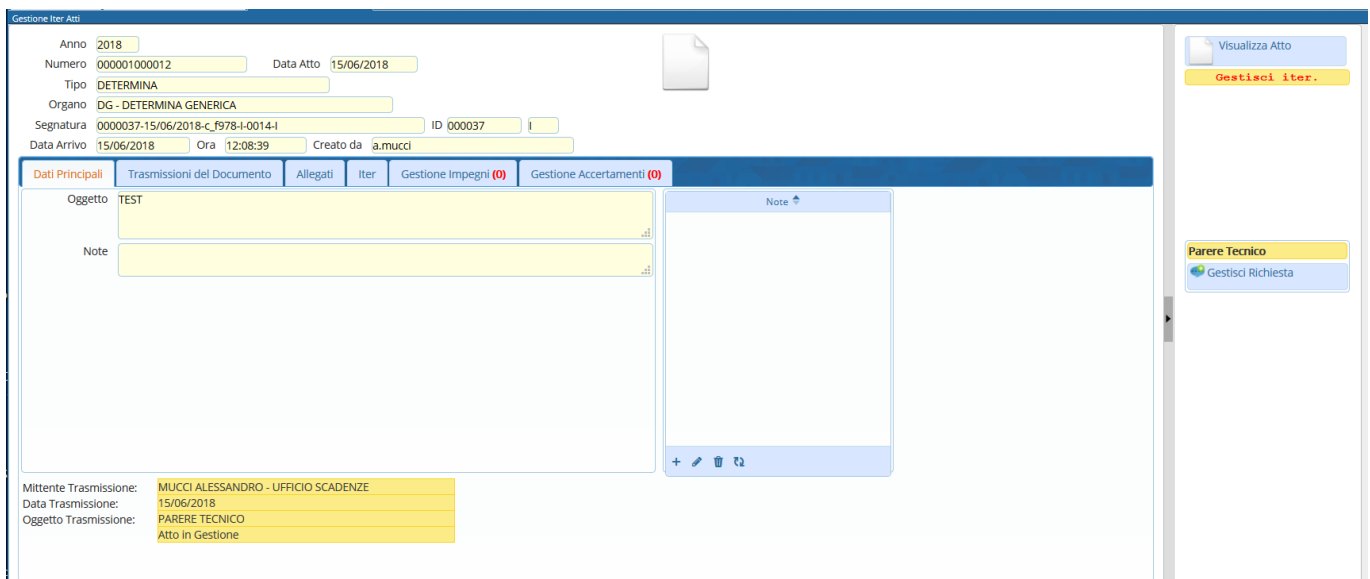 Gestione Iter Atti
Anno 2018
Numero 000001000012 Data Atto 15/06/2018
Tipo DETERMINA
Organo DG - DETERMINA GENERICA
Segnatura 0000037-15/06/2018-c_f978-I-0014-I ID 000037 I
Data Arrivo 15/06/2018 Ora 12:08:39 Creato da a.mucci
Visualizza Atto
Gestisci iter.
Dati Principali Trasmissioni del Documento Allegati Iter Gestione Impegni (0) Gestione Accertamenti (0)
Oggetto TEST
Note
Note
Parere Tecnico
Gestisci Richiesta
Mittente Trasmissione: MUCCI ALESSANDRO - UFFICIO SCADENZE
Data Trasmissione: 15/06/2018
Oggetto Trasmissione: PARERE TECNICO
Atto in Gestione